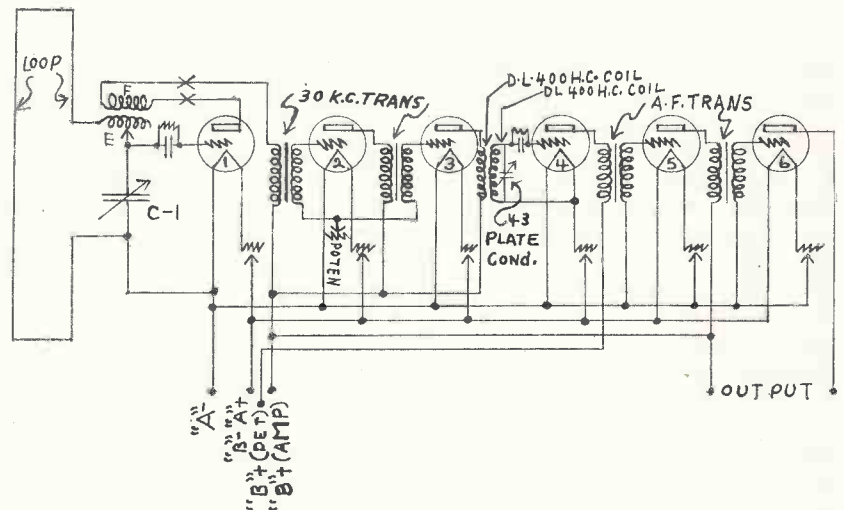 LOOP
F
E
C-1
1
30 K.C. TRANS
2
POTEN
3
D-L-400 H.C. COIL
DL 400 H.C. COIL
43
PLATE
COND.
4
A.F. TRANS
5
6
"A"-
"B"- "A"+
"B"+(DET)
"B"+(AMP)
OUTPUT